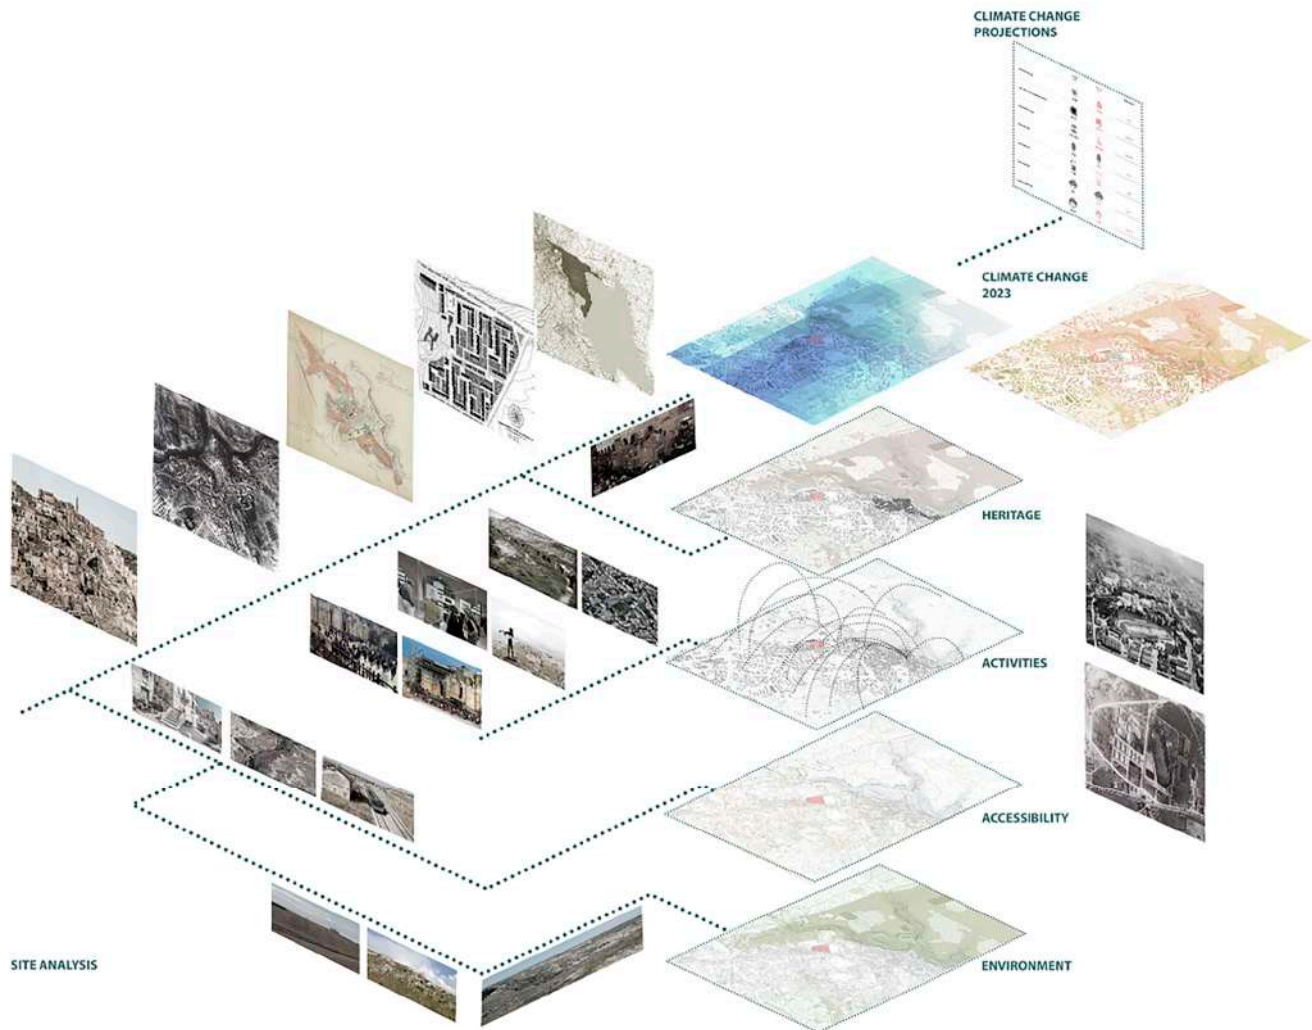 CLIMATE CHANGE
PROJECTIONS
CLIMATE CHANGE
2023
HERITAGE
ACTIVITIES
ACCESSIBILITY
ENVIRONMENT
SITE ANALYSIS